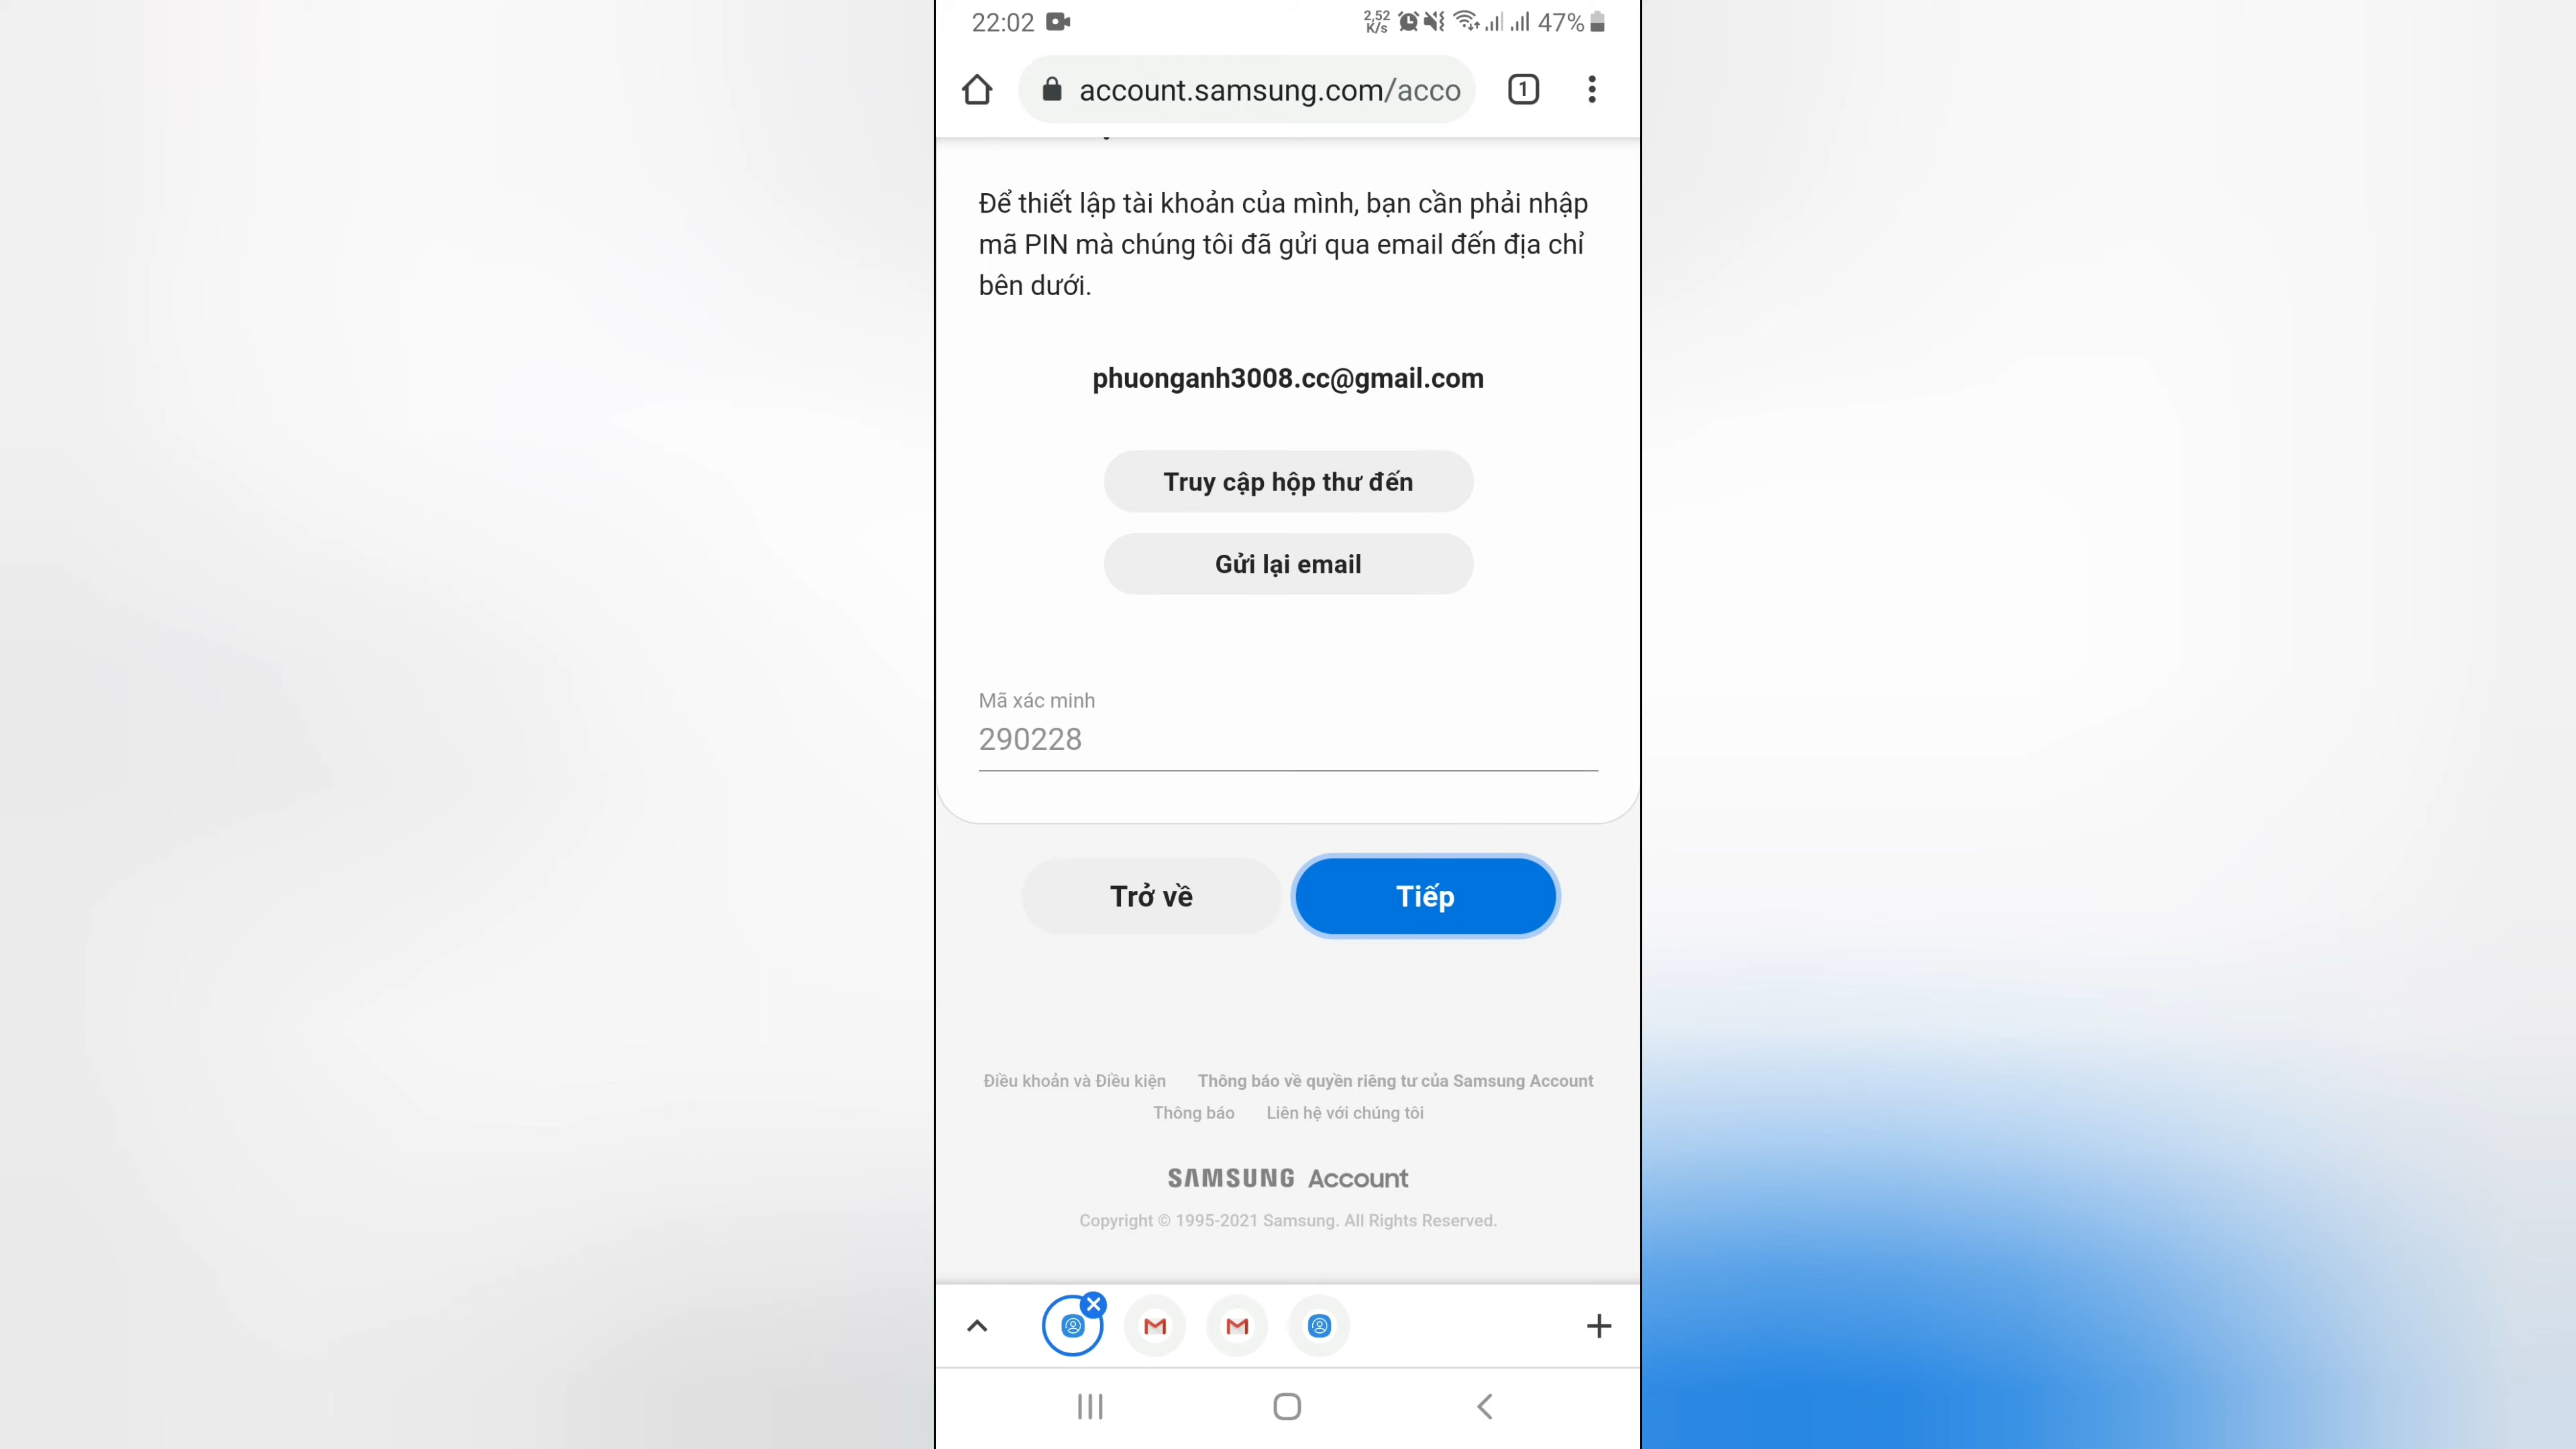 22:02
2,52
K/s
47%
account.samsung.com/acco
1
Để thiết lập tài khoản của mình, bạn cần phải nhập
mã PIN mà chúng tôi đã gửi qua email đến địa chỉ
bên dưới.
phuonganh3008.cc@gmail.com
Truy cập hộp thư đến
Gửi lại email
Mã xác minh
290228
Trở về
Tiếp
Điều khoản và Điều kiện
Thông báo về quyền riêng tư của Samsung Account
Thông báo
Liên hệ với chúng tôi
SAMSUNG Account
Copyright © 1995-2021 Samsung. All Rights Reserved.